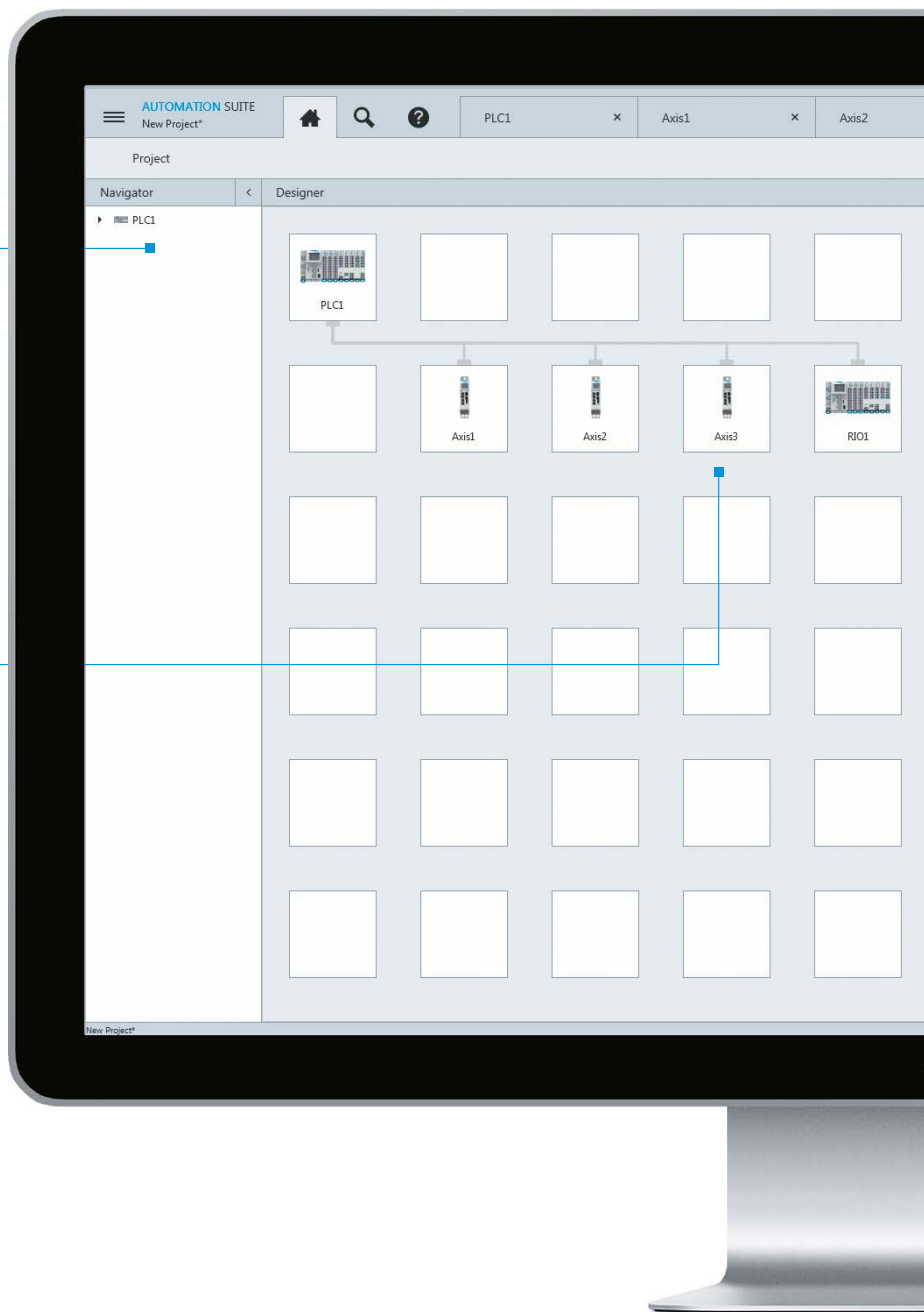 AUTOMATION SUITE
New Project*
PLC1
Axis1
Axis2
Project
Navigator
Designer
PLC1
PLC1
Axis1
Axis2
Axis3
RIO1
New Project*